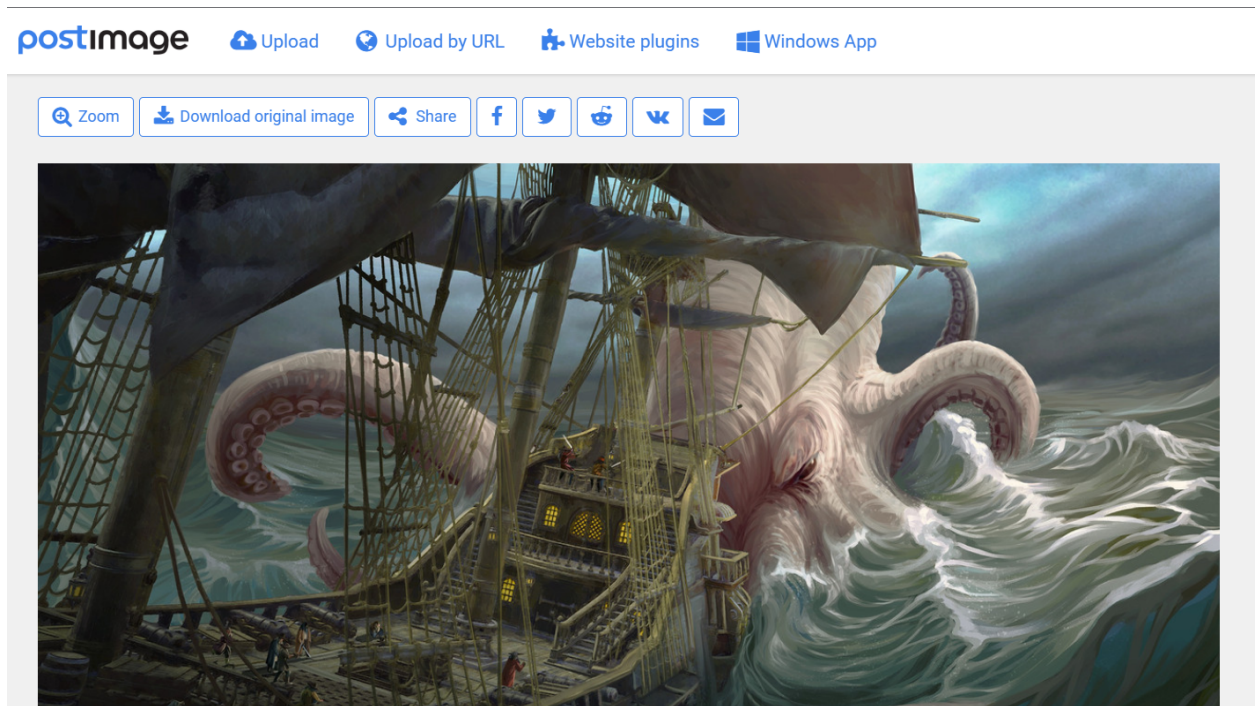 postimage
Upload
Upload by URL
Website plugins
Windows App
Zoom
Download original image
Share